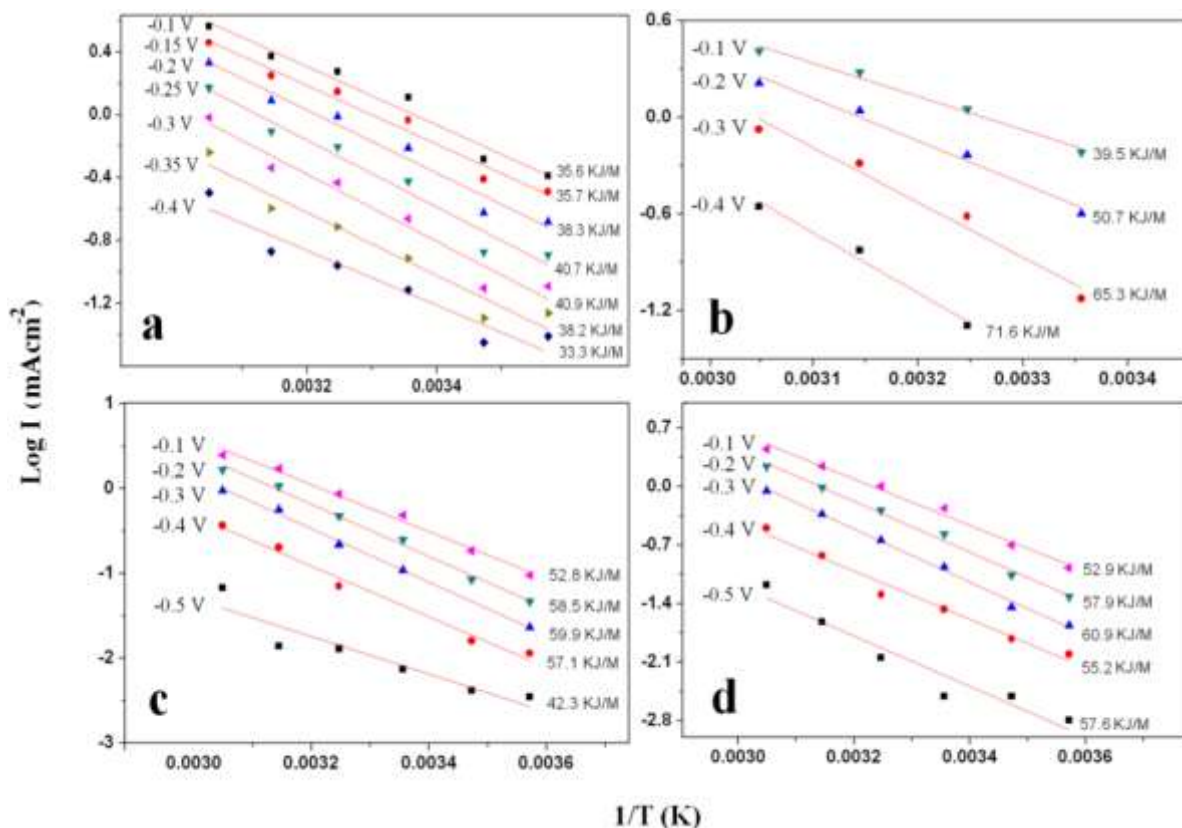 Log I (mAcm-2)
0.4
0.0
-0.4
-0.8
-1.2
-0.1 V
-0.15 V
-0.2 V
-0.25 V
-0.3 V
-0.35 V
-0.4 V
35.6 KJ/M
35.7 KJ/M
38.3 KJ/M
40.7 KJ/M
40.9 KJ/M
38.2 KJ/M
33.3 KJ/M
a
0.0032
0.0034
0.6
0.0
-0.6
-1.2
-0.1 V
-0.2 V
-0.3 V
-0.4 V
39.5 KJ/M
50.7 KJ/M
65.3 KJ/M
71.6 KJ/M
b
0.0030
0.0031
0.0032
0.0033
0.0034
1
0
-1
-2
-3
-0.1 V
-0.2 V
-0.3 V
-0.4 V
-0.5 V
52.8 KJ/M
58.5 KJ/M
59.9 KJ/M
57.1 KJ/M
42.3 KJ/M
c
0.0030
0.0032
0.0034
0.0036
0.7
0.0
-0.7
-1.4
-2.1
-2.8
-0.1 V
-0.2 V
-0.3 V
-0.4 V
-0.5 V
52.9 KJ/M
57.9 KJ/M
60.9 KJ/M
55.2 KJ/M
57.6 KJ/M
d
0.0030
0.0032
0.0034
0.0036
1/T (K)